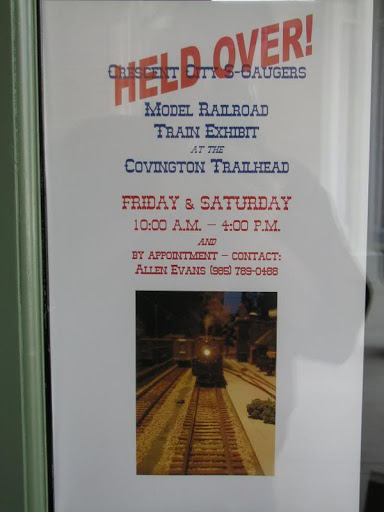 HELD OVER!
CRESCENT CITY S-GAUGERS
MODEL RAILROAD
TRAIN EXHIBIT
AT THE
COVINGTON TRAILHEAD
FRIDAY & SATURDAY
10:00 A.M. – 4:00 P.M.
AND
BY APPOINTMENT – CONTACT:
ALLEN EVANS (985) 789-0488